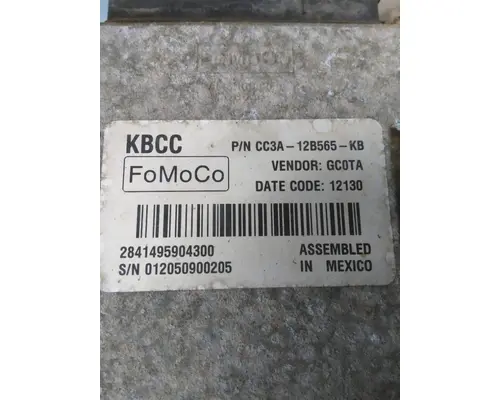 KBCC P/N CC3A-12B565-KB
FoMoCo VENDOR: GC0TA
DATE CODE: 12130
2841495904300 ASSEMBLED
S/N 012050900205 IN MEXICO